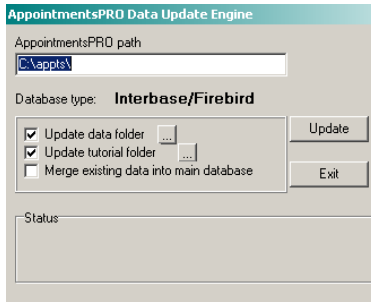 AppointmentsPRO Data Update Engine
AppointmentsPRO path
C:\appts\
Database type: Interbase/Firebird
Update data folder ...
Update
Update tutorial folder ...
Merge existing data into main database
Exit
Status